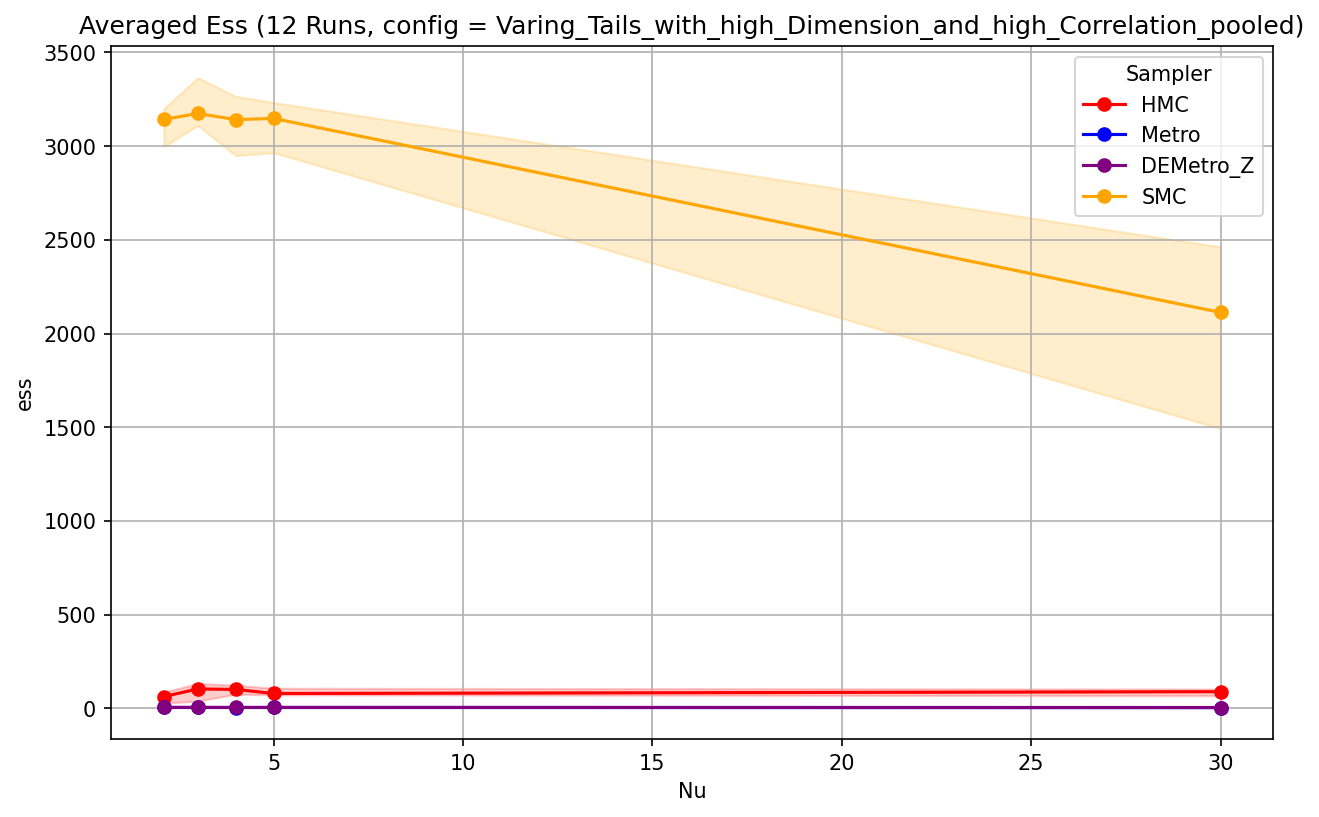 Averaged Ess (12 Runs, config = Varing_Tails_with_high_Dimension_and_high_Correlation_pooled)
3500
3000
2500
2000
1500
1000
500
0
ess
Sampler
HMC
Metro
DEMetro_Z
SMC
5
10
15
20
25
30
Nu